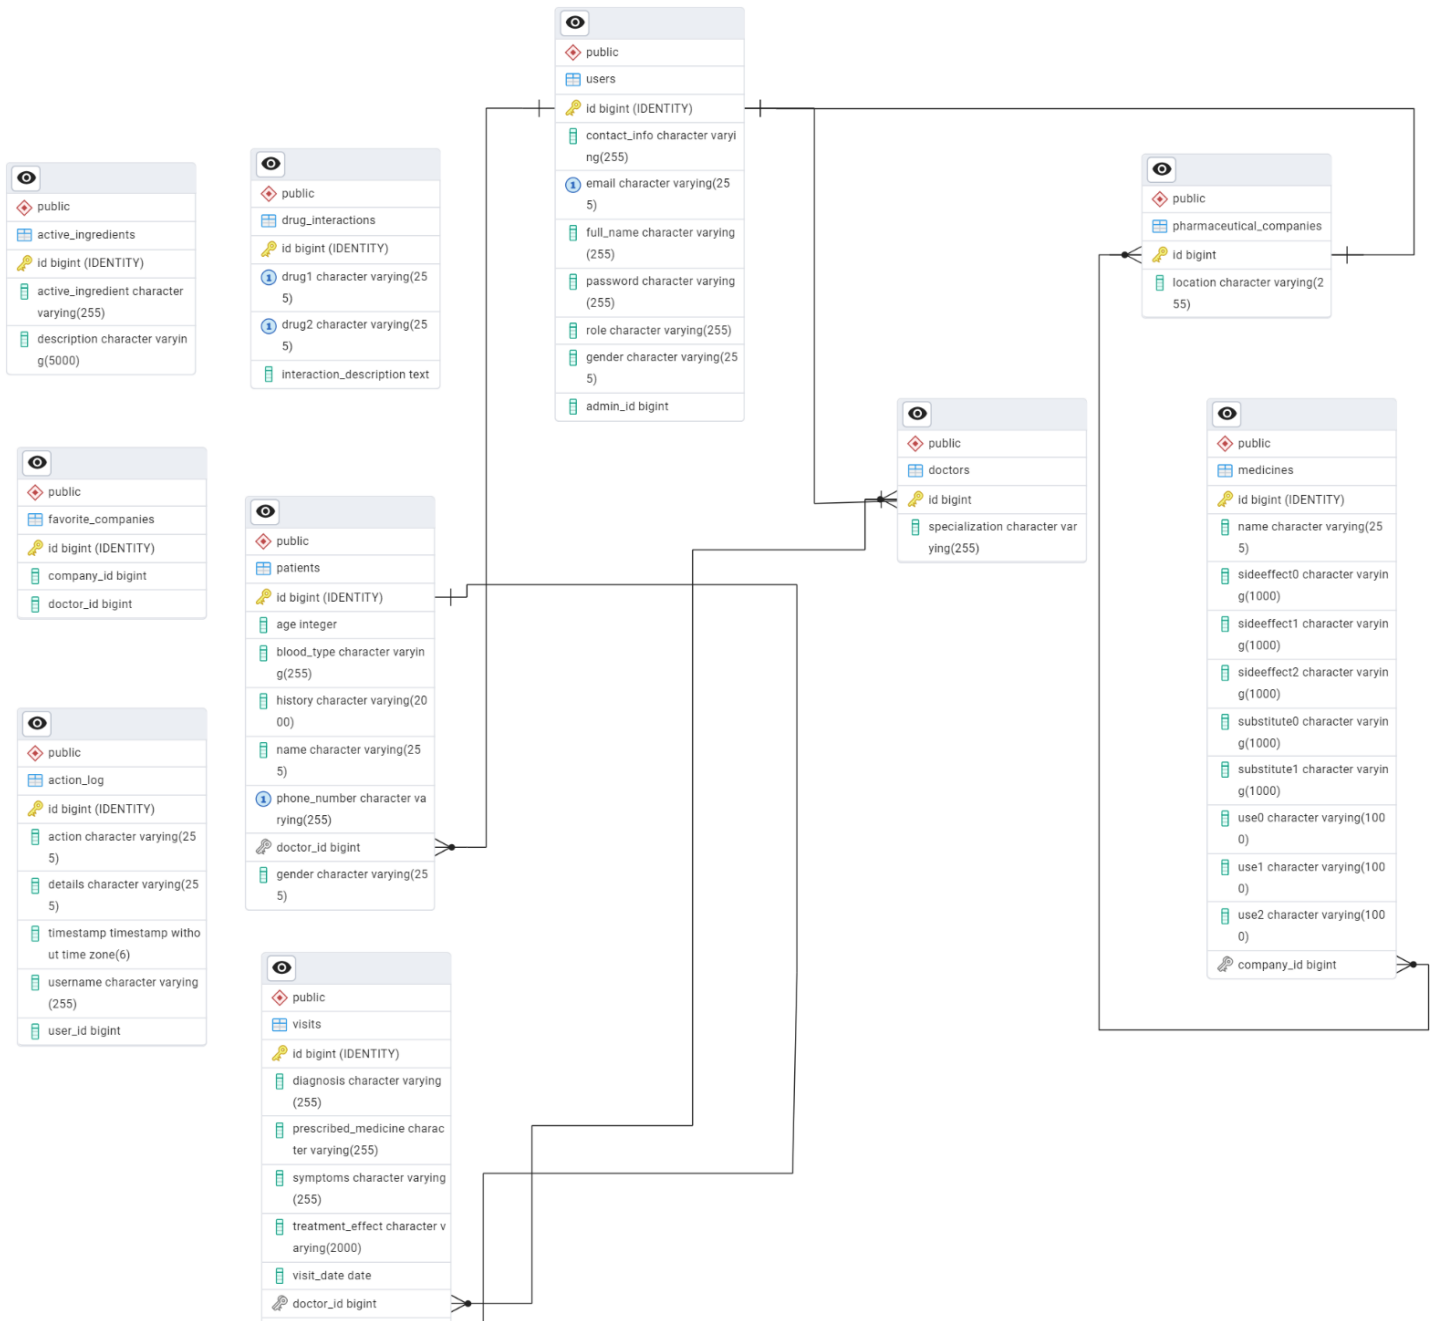 public
users
id bigint (IDENTITY)
contact_info character varyi
ng(255)
email character varying(25
5)
full_name character varying
(255)
password character varying
(255)
role character varying(255)
gender character varying(25
5)
admin_id bigint
public
active_ingredients
id bigint (IDENTITY)
active_ingredient character
varying(255)
description character varyin
g(5000)
public
drug_interactions
id bigint (IDENTITY)
drug1 character varying(25
5)
drug2 character varying(25
5)
interaction_description text
public
pharmaceutical_companies
id bigint
location character varying(2
55)
public
favorite_companies
id bigint (IDENTITY)
company_id bigint
doctor_id bigint
public
patients
id bigint (IDENTITY)
age integer
blood_type character varyin
g(255)
history character varying(20
00)
name character varying(25
5)
phone_number character va
rying(255)
doctor_id bigint
gender character varying(25
5)
public
doctors
id bigint
specialization character var
ying(255)
public
medicines
id bigint (IDENTITY)
name character varying(25
5)
sideeffect0 character varyin
g(1000)
sideeffect1 character varyin
g(1000)
sideeffect2 character varyin
g(1000)
substitute0 character varyin
g(1000)
substitute1 character varyin
g(1000)
use0 character varying(100
0)
use1 character varying(100
0)
use2 character varying(100
0)
company_id bigint
public
action_log
id bigint (IDENTITY)
action character varying(25
5)
details character varying(25
5)
timestamp timestamp witho
ut time zone(6)
username character varying
(255)
user_id bigint
public
visits
id bigint (IDENTITY)
diagnosis character varying
(255)
prescribed_medicine charac
ter varying(255)
symptoms character varying
(255)
treatment_effect character v
arying(2000)
visit_date date
doctor_id bigint